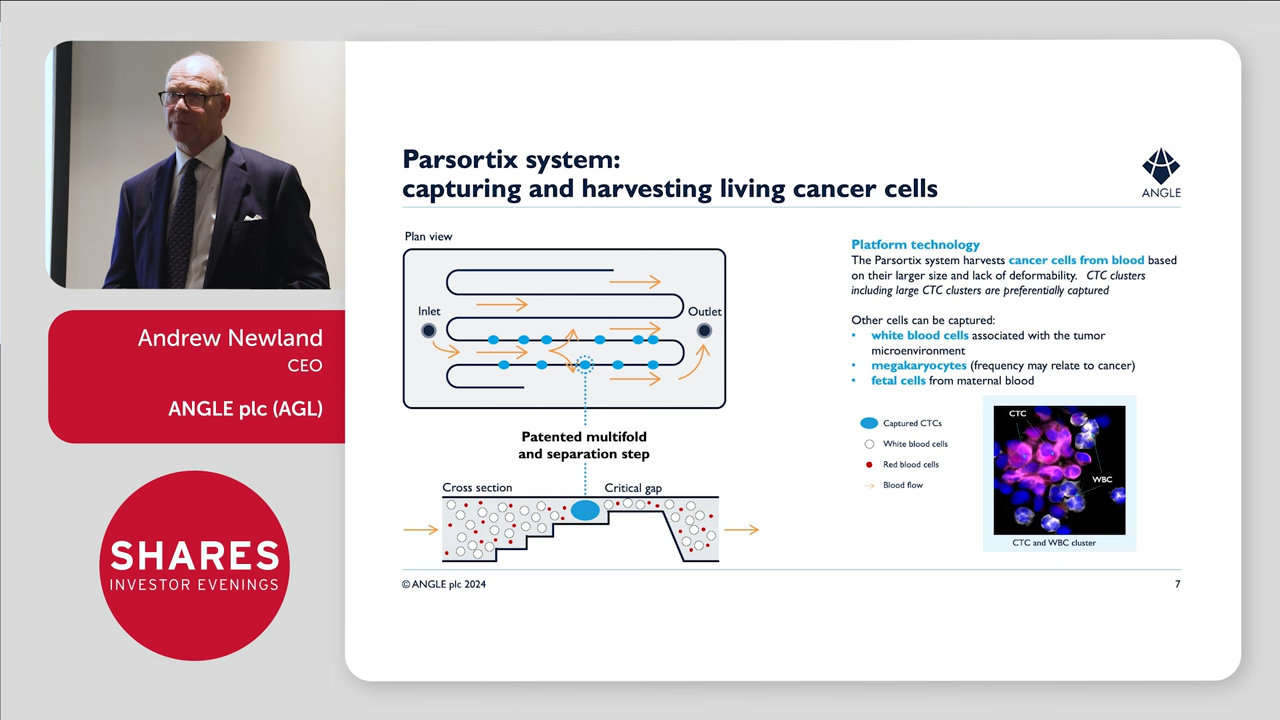 Andrew Newland
CEO
ANGLE plc (AGL)
SHARES
INVESTOR EVENINGS
Parsortix system:
capturing and harvesting living cancer cells
ANGLE
Plan view
Inlet
Outlet
Patented multifold
and separation step
Cross section
Critical gap
Platform technology
The Parsortix system harvests cancer cells from blood based
on their larger size and lack of deformability. CTC clusters
including large CTC clusters are preferentially captured
Other cells can be captured:
• white blood cells associated with the tumor
microenvironment
• megakaryocytes (frequency may relate to cancer)
• fetal cells from maternal blood
Captured CTCs
White blood cells
Red blood cells
Blood flow
CTC
WBC
CTC and WBC cluster
© ANGLE plc 2024
7